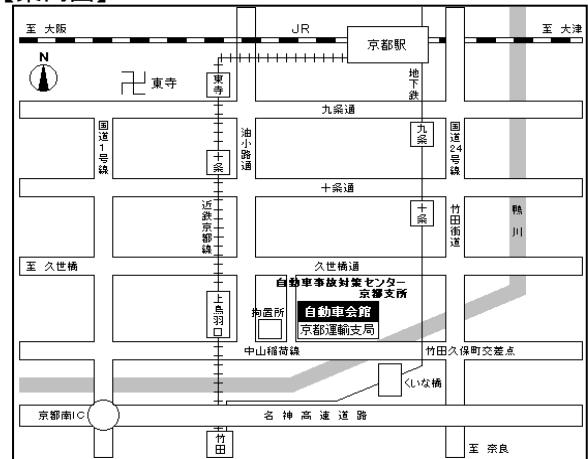 【案内図】
至 大阪
JR
京都駅
至 大津
N
卍 東寺
東寺
地下鉄
九条通
国道1号線
油小路通
九条
国道24号線
十条
十条通
近鉄京都線
十条
竹田街道
鴨川
至 久世橋
久世橋通
自動車事故対策センター
京都支所
上鳥羽口
拘置所
自動車会館
京都運輸支局
中山稲荷線
竹田久保町交差点
くいな橋
京都南IC
名神高速道路
竹田
至 奈良